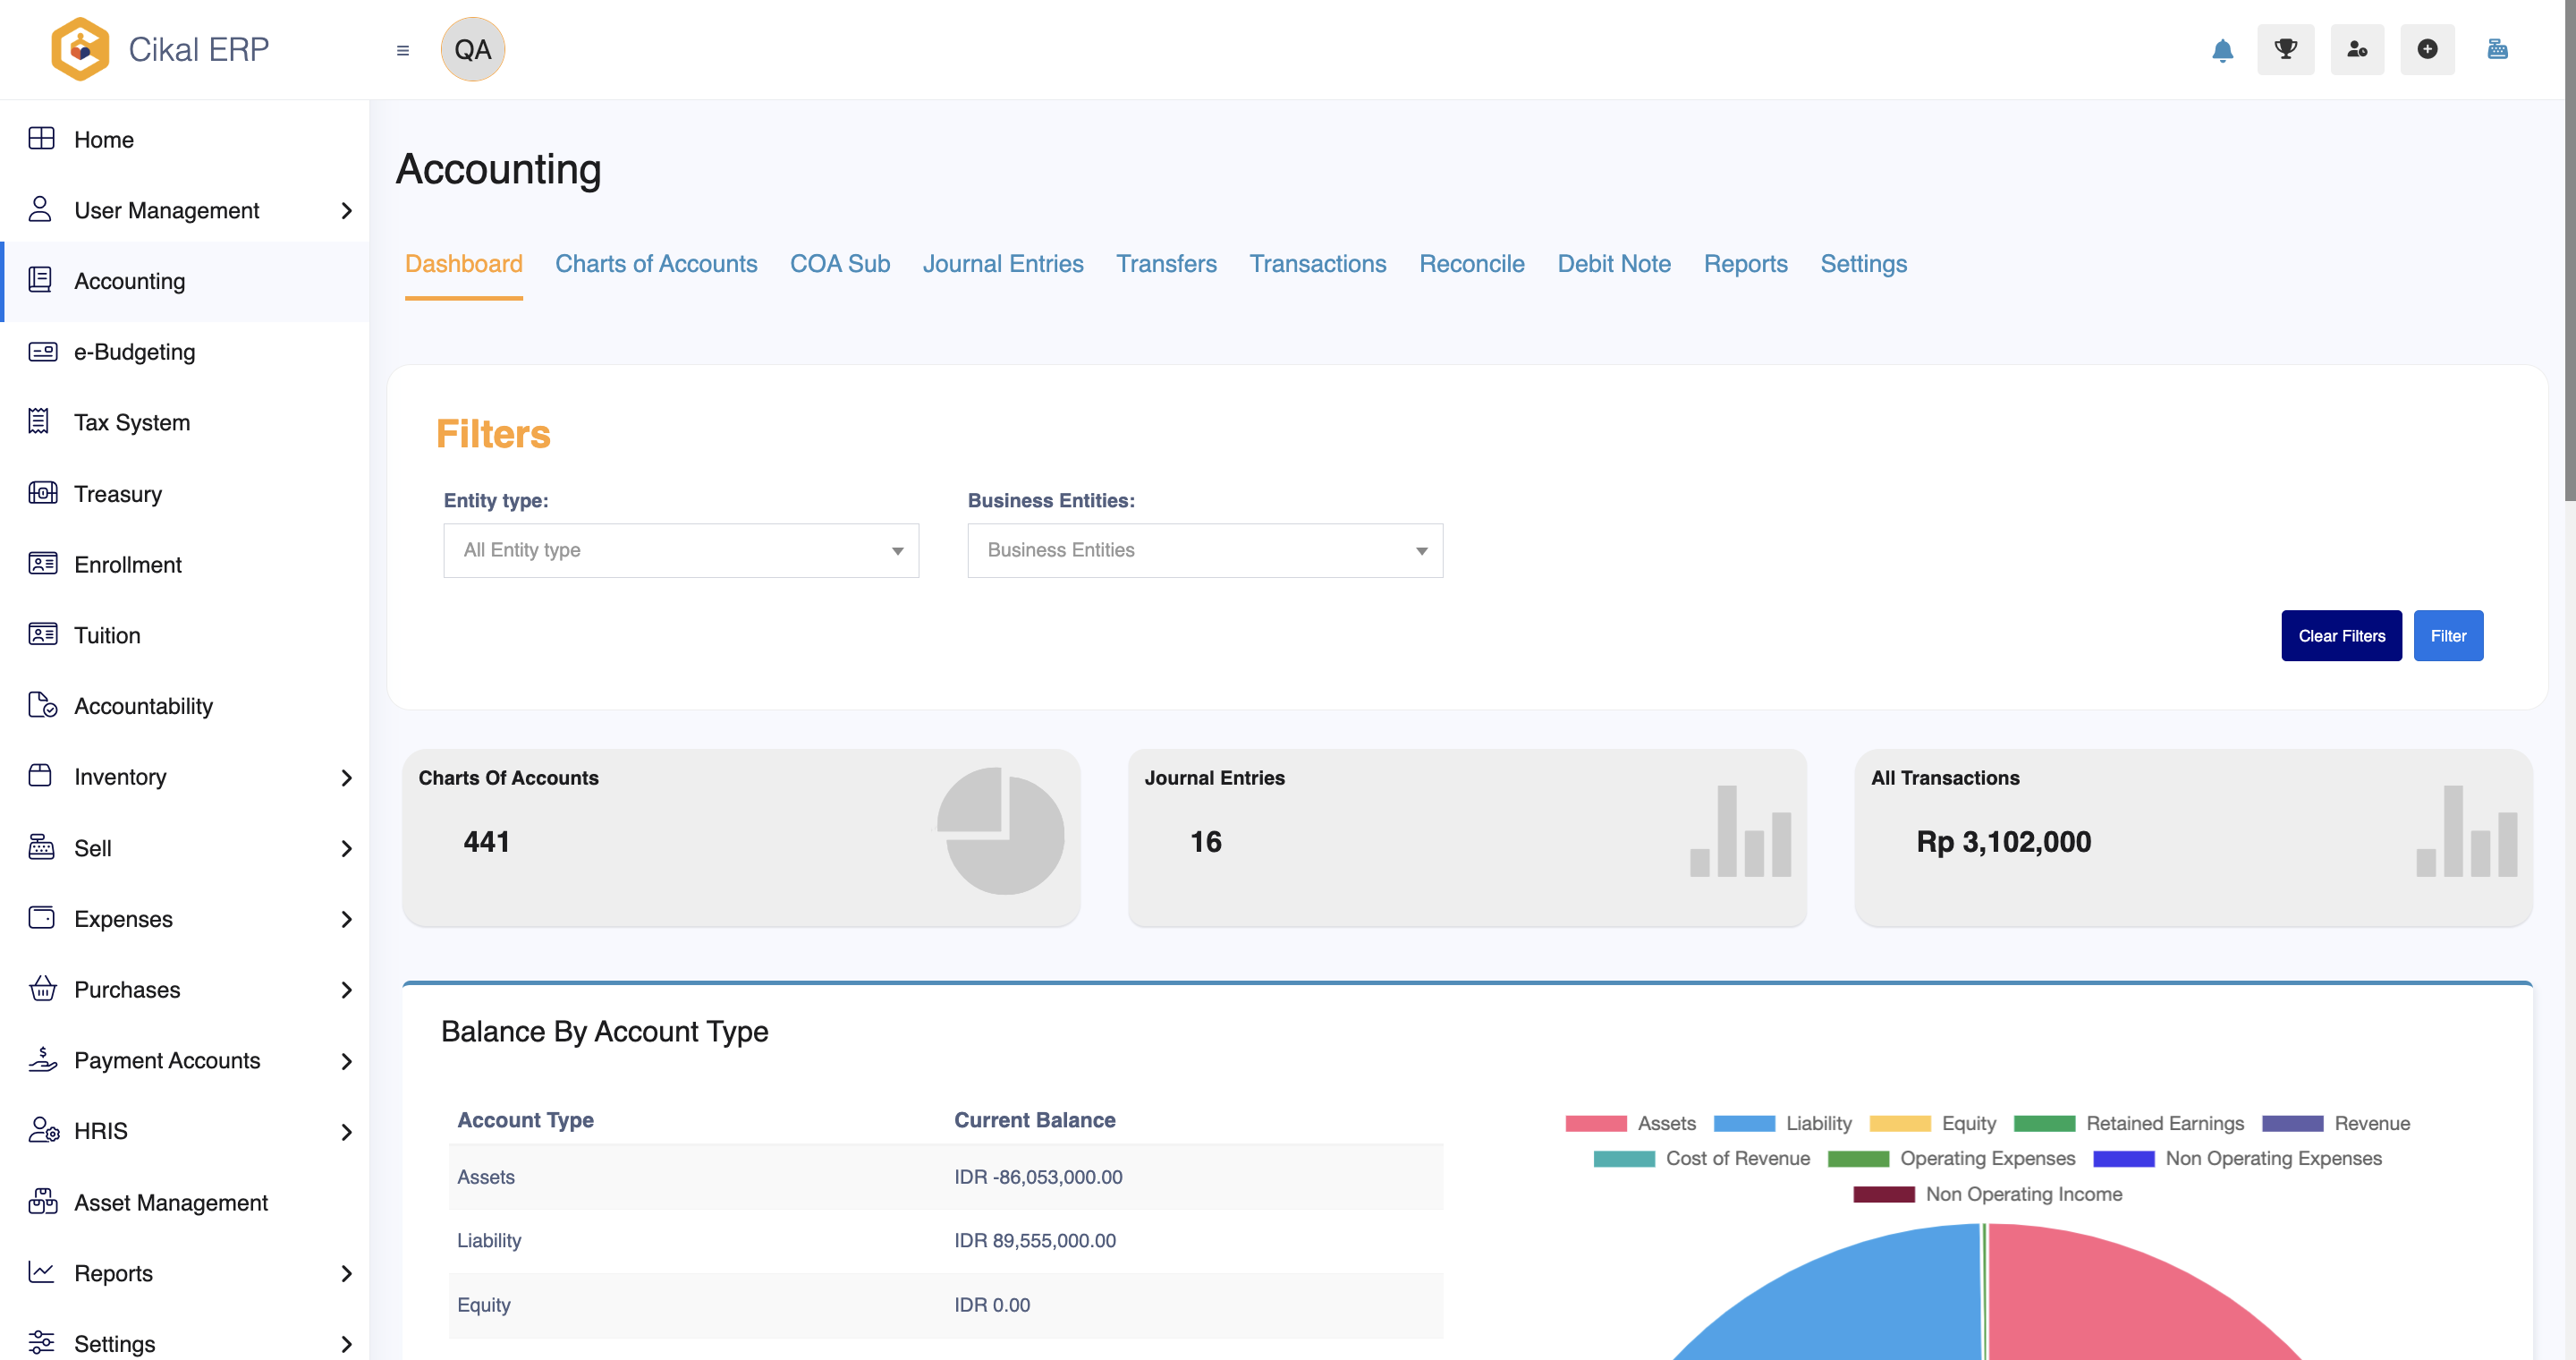 Cikal ERP
QA
Home
User Management
Accounting
e-Budgeting
Tax System
Treasury
Enrollment
Tuition
Accountability
Inventory
Sell
Expenses
Purchases
Payment Accounts
HRIS
Asset Management
Reports
Settings
Accounting
Dashboard Charts of Accounts COA Sub Journal Entries Transfers Transactions Reconcile Debit Note Reports Settings
Filters
Entity type: Business Entities:
All Entity type Business Entities
Clear Filters Filter
Charts Of Accounts Journal Entries All Transactions
441 16 Rp 3,102,000
Balance By Account Type
Account Type Current Balance
Assets IDR -86,053,000.00
Liability IDR 89,555,000.00
Equity IDR 0.00
Assets Liability Equity Retained Earnings Revenue
Cost of Revenue Operating Expenses Non Operating Expenses
Non Operating Income